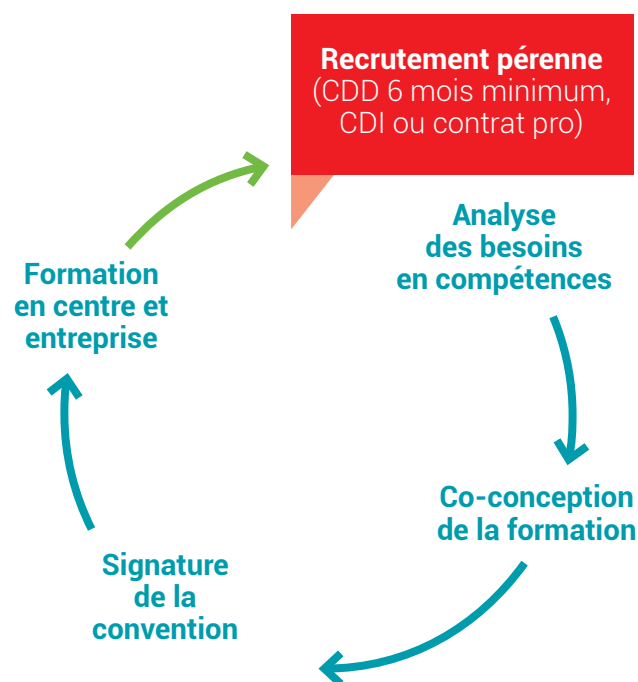 Recrutement pérenne
(CDD 6 mois minimum,
CDI ou contrat pro)
Analyse
des besoins
en compétences
Co-conception
de la formation
Signature
de la
convention
Formation
en centre et
entreprise